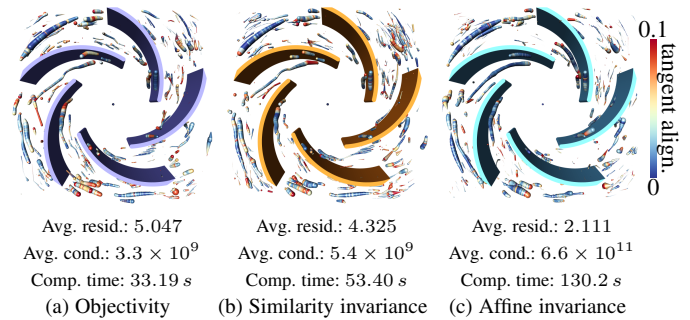 0.1
tangent align.
0
Avg. resid.: 5.047
Avg. cond.: 3.3 × 10⁹
Comp. time: 33.19 s
(a) Objectivity
Avg. resid.: 4.325
Avg. cond.: 5.4 × 10⁹
Comp. time: 53.40 s
(b) Similarity invariance
Avg. resid.: 2.111
Avg. cond.: 6.6 × 10¹¹
Comp. time: 130.2 s
(c) Affine invariance